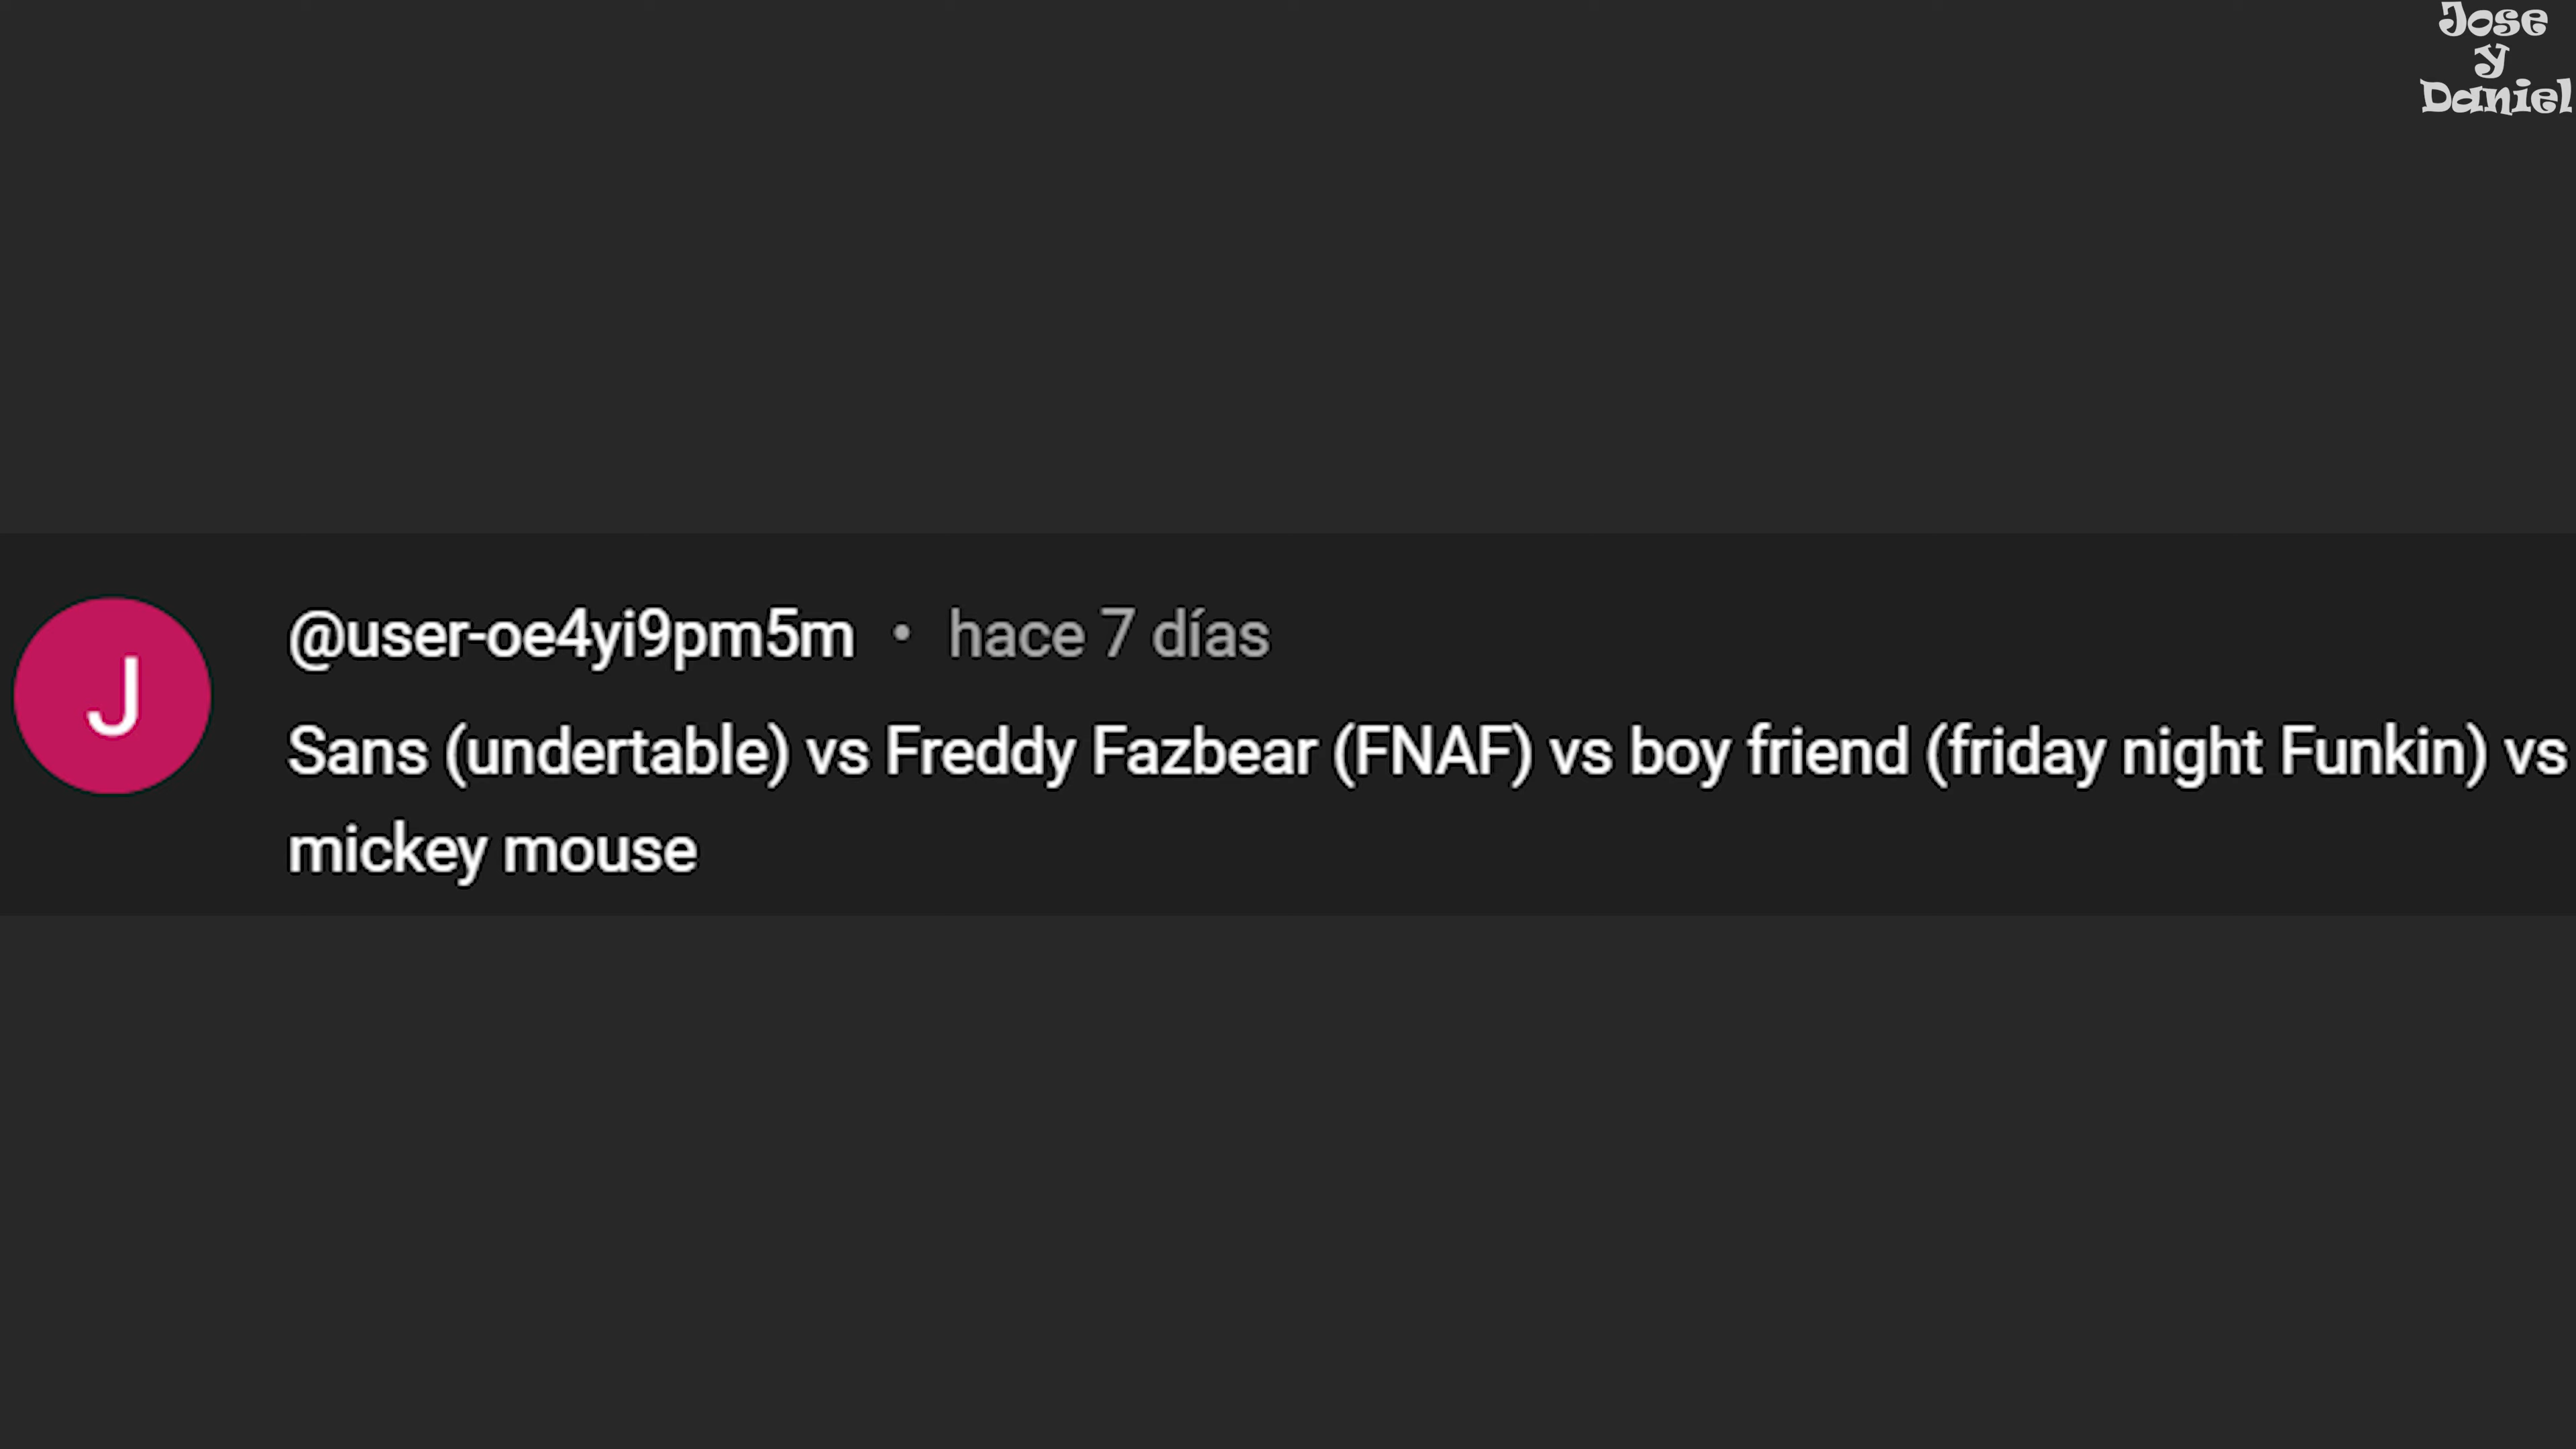 Jose
y
Daniel
@user-oe4yi9pm5m • hace 7 días
J
Sans (undertable) vs Freddy Fazbear (FNAF) vs boy friend (friday night Funkin) vs
mickey mouse